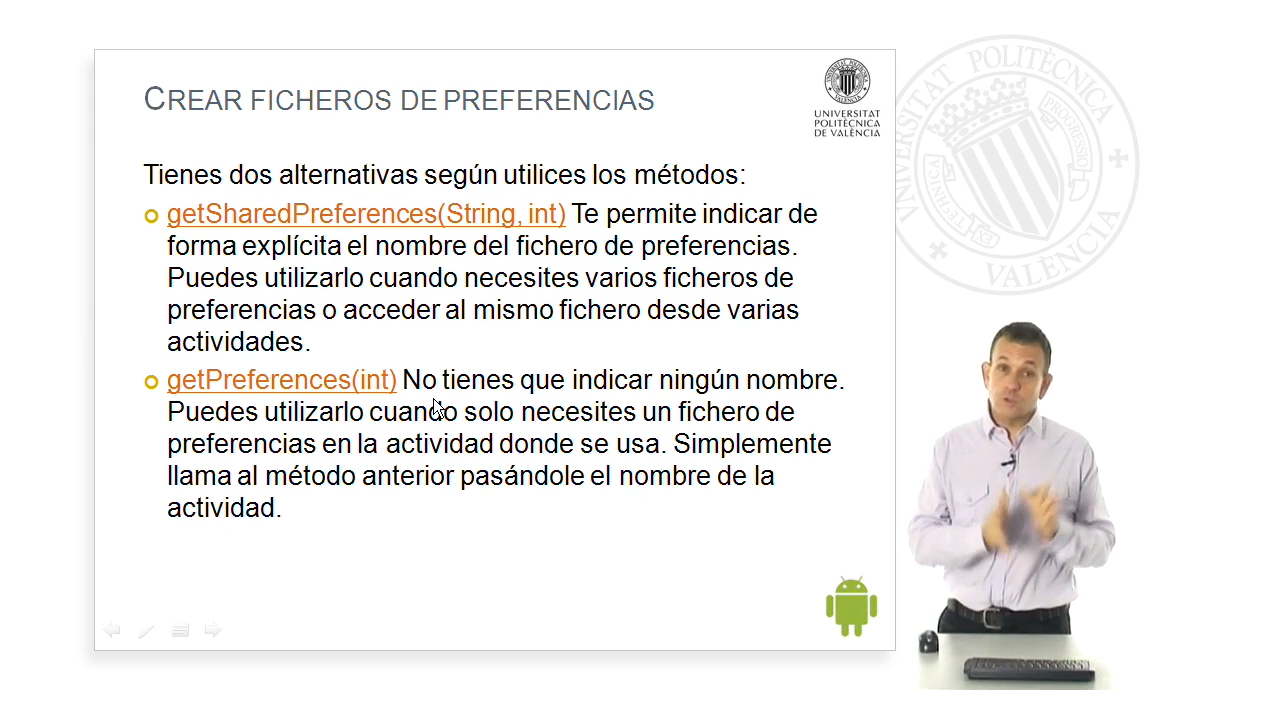 CREAR FICHEROS DE PREFERENCIAS
UNIVERSITAT
POLITÈCNICA
DE VALÈNCIA
Tienes dos alternativas según utilices los métodos:
getSharedPreferences(String, int) Te permite indicar de
forma explícita el nombre del fichero de preferencias.
Puedes utilizarlo cuando necesites varios ficheros de
preferencias o acceder al mismo fichero desde varias
actividades.
getPreferences(int) No tienes que indicar ningún nombre.
Puedes utilizarlo cuando solo necesites un fichero de
preferencias en la actividad donde se usa. Simplemente
llama al método anterior pasándole el nombre de la
actividad.
POLITÈCNICA
VALÈNCIA